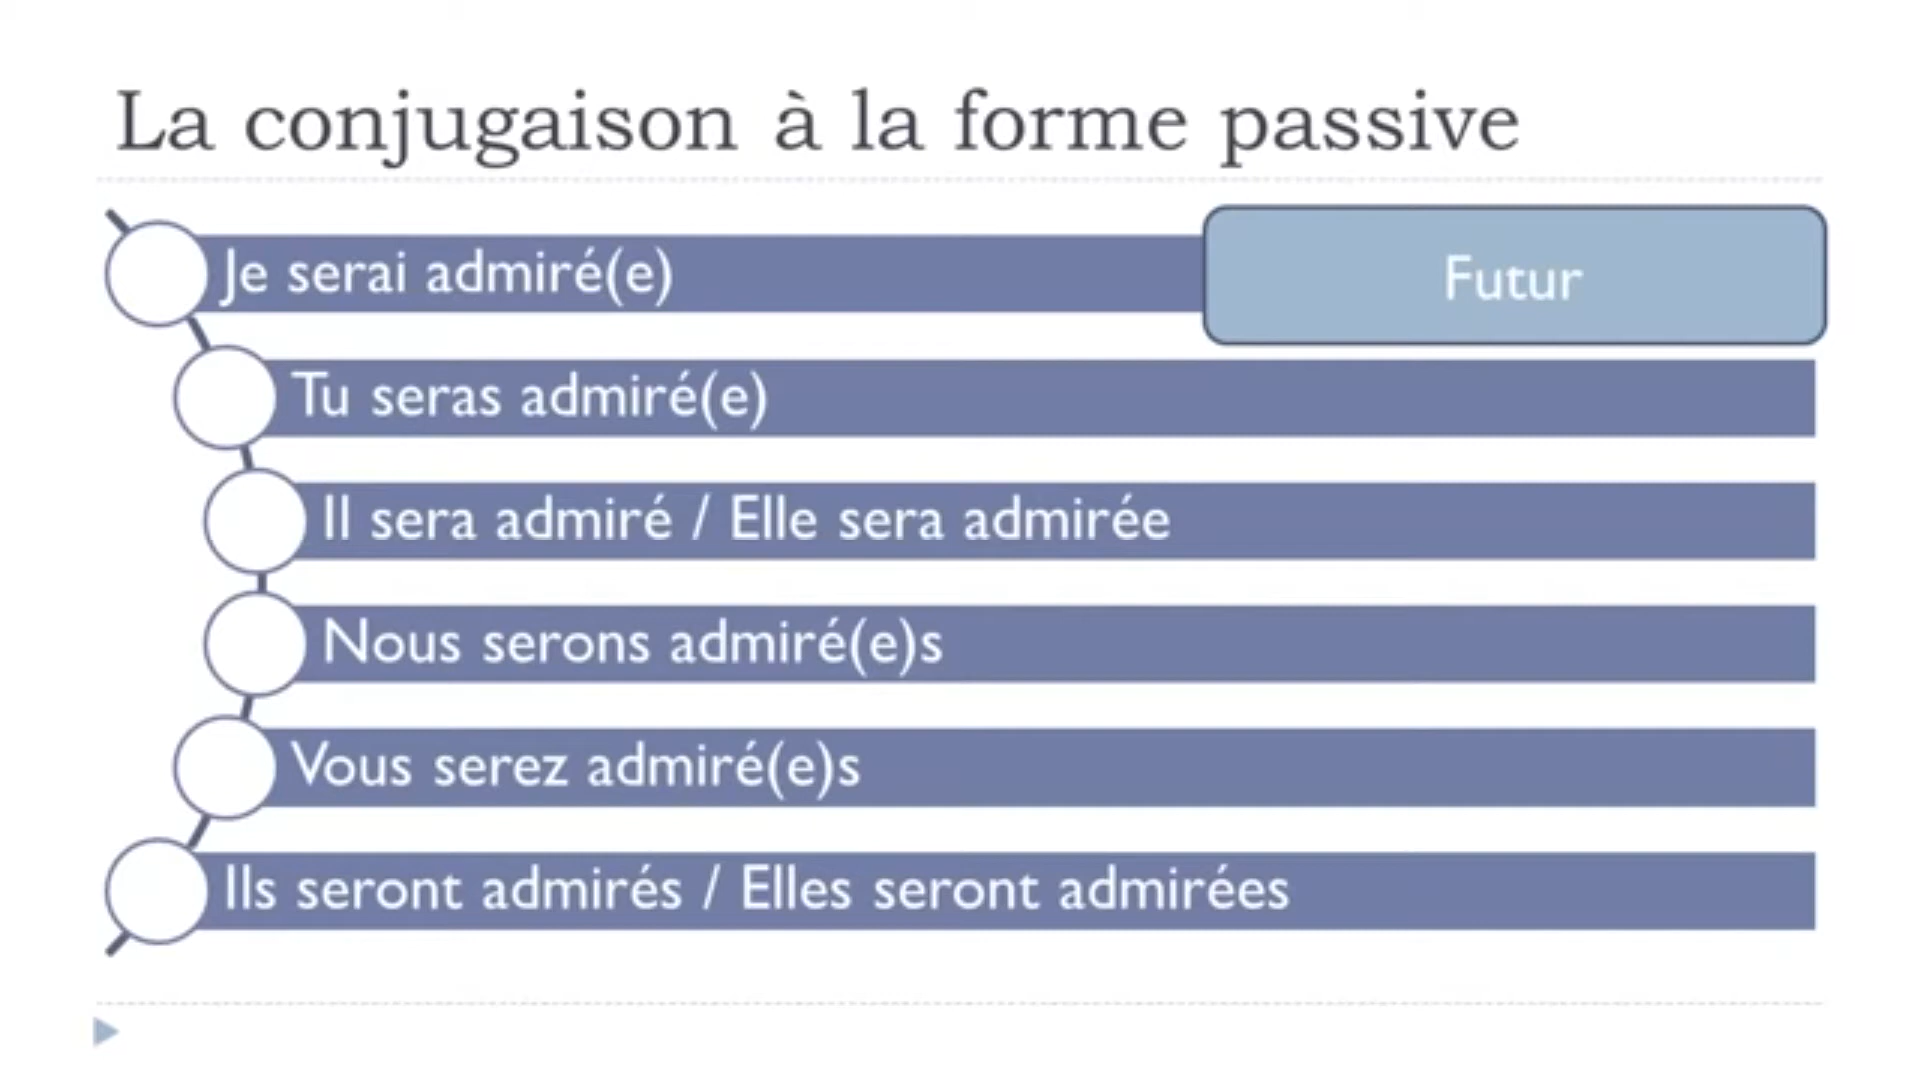 La conjugaison à la forme passive
Je serai admiré(e)
Futur
Tu seras admiré(e)
Il sera admiré / Elle sera admirée
Nous serons admiré(e)s
Vous serez admiré(e)s
Ils seront admirés / Elles seront admirées